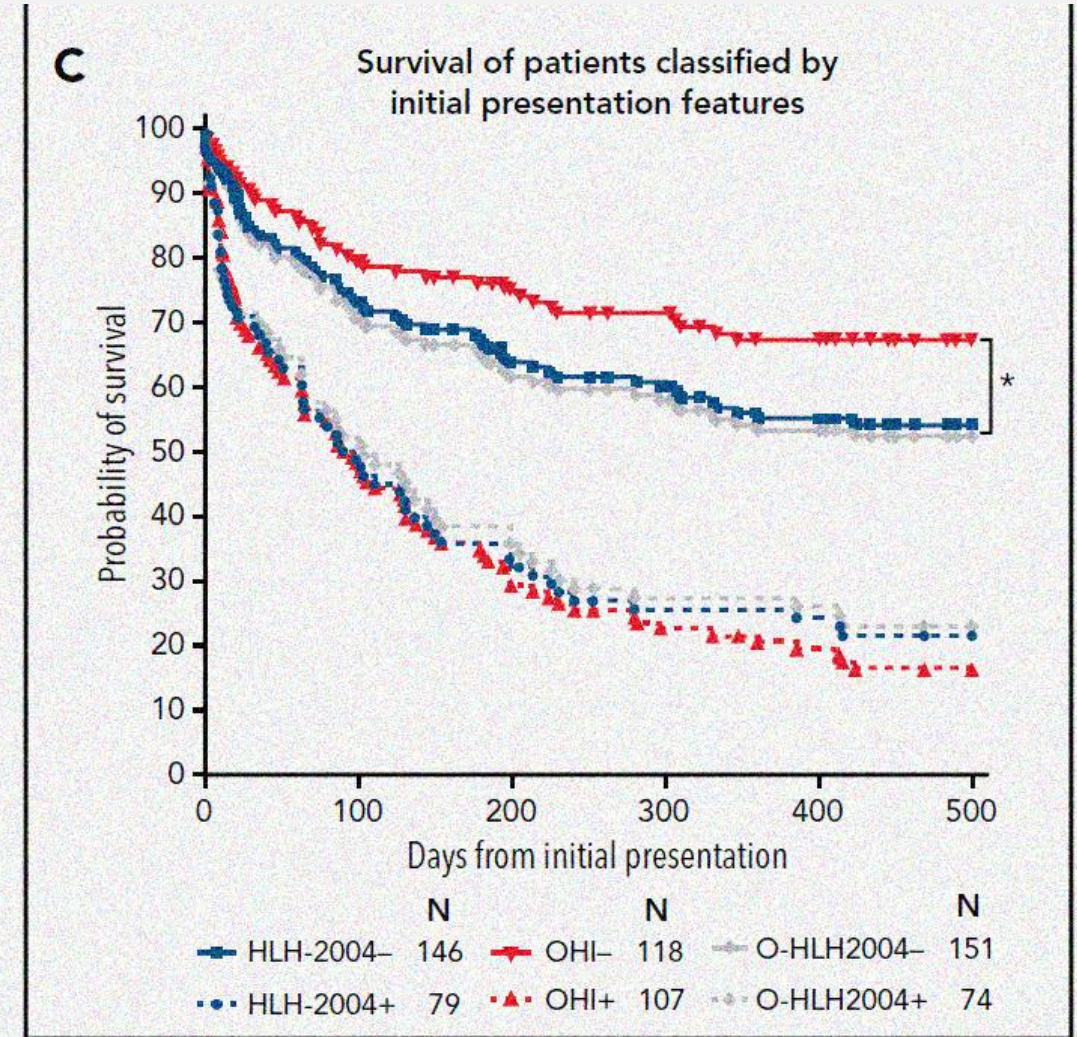 C
Survival of patients classified by
initial presentation features
100
90
80
70
60
50
40
30
20
10
0
Probability of survival
*
0 100 200 300 400 500
Days from initial presentation
N N N
HLH-2004– 146 OHI– 118 O-HLH2004– 151
HLH-2004+ 79 OHI+ 107 O-HLH2004+ 74